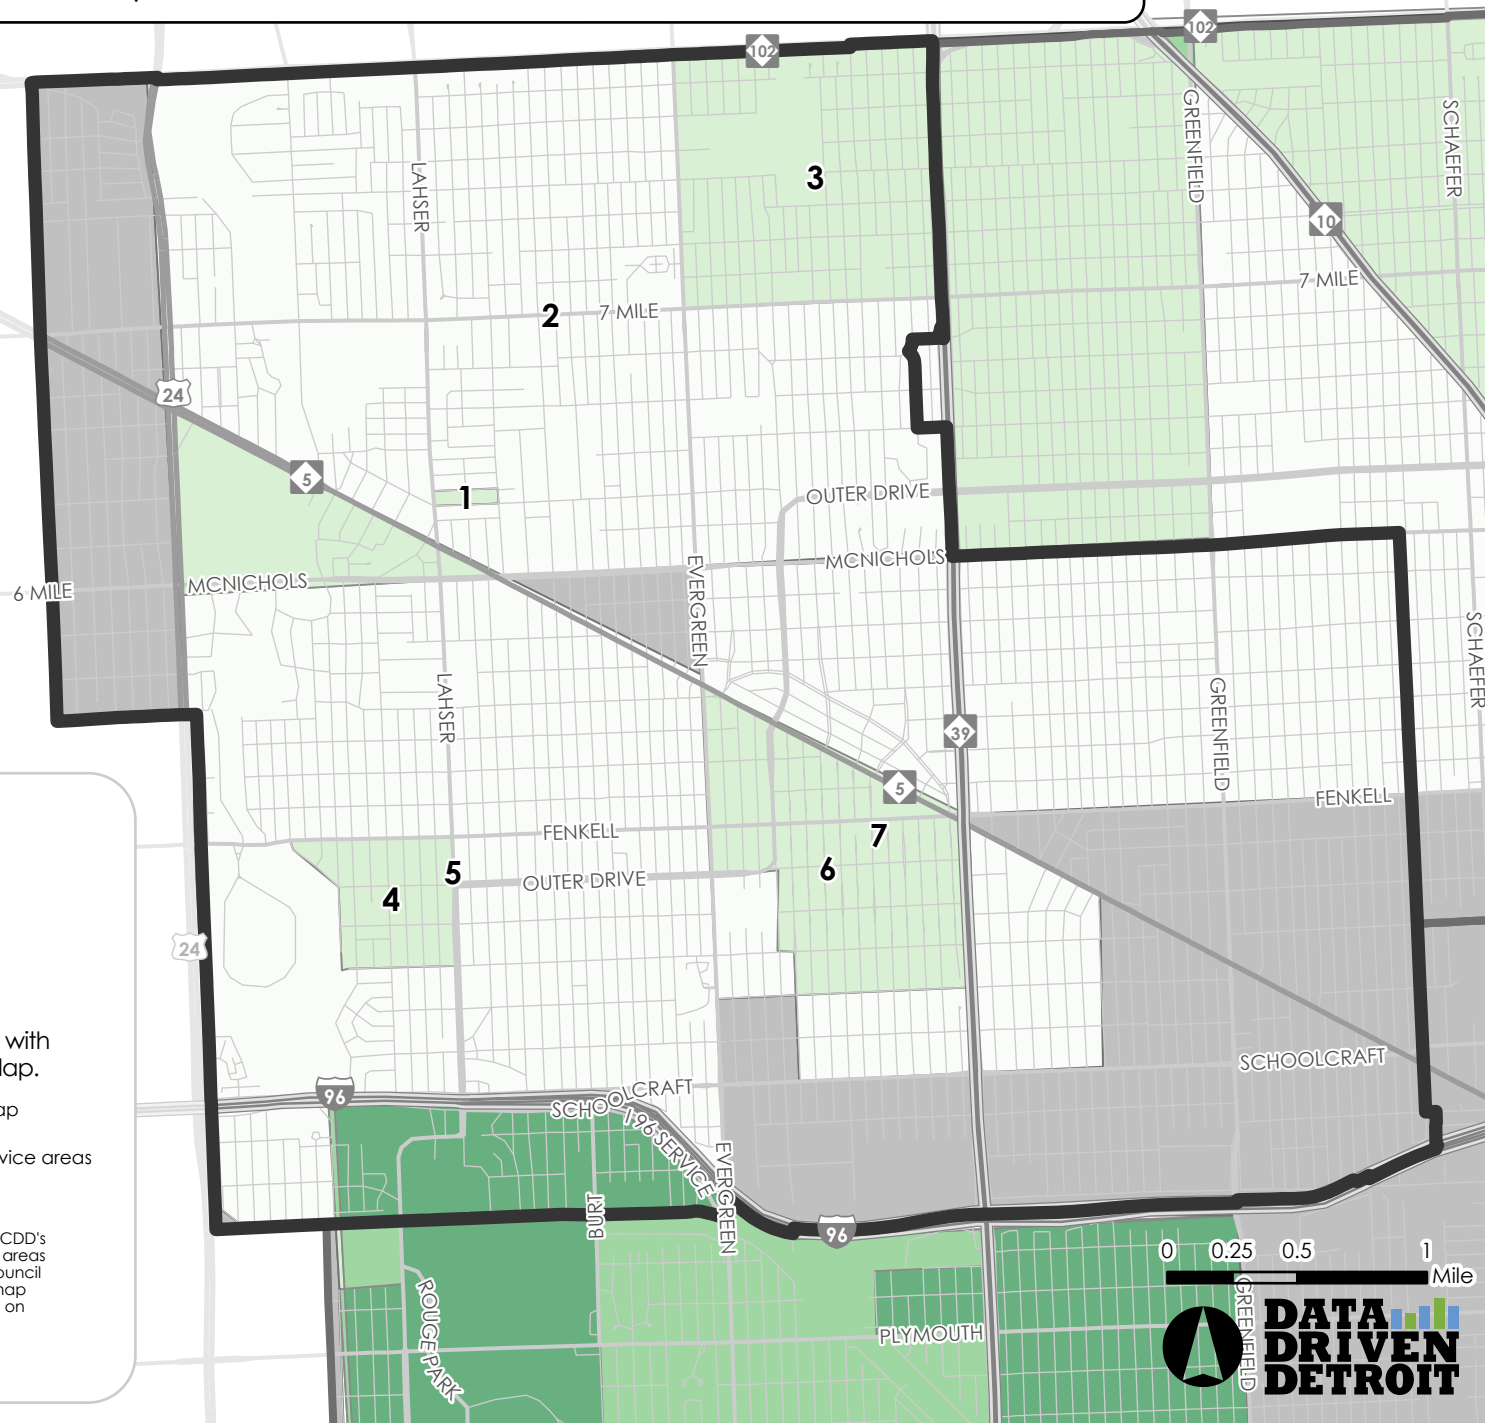 102
102
GREENFIELD
SCHAEFER
LAHSER
3
10
7 MILE
2
7 MILE
24
5
1
OUTER DRIVE
MCNICHOLS
MCNICHOLS
6 MILE
EVERGREEN
SCHAEFER
LAHSER
GREENFIELD
39
5
FENKELL
FENKELL
7
5
6
OUTER DRIVE
4
24
with
ap
vice areas
SCHOOLCRAFT
96
SCHOOLCRAFT
I-96 SERVICE
EVERGREEN
BURT
96
CDD's
areas
on
0 0.25 0.5 1
Mile
ROUGE PARK
PLYMOUTH
GREENFIELD
DATA
DRIVEN
DETROIT